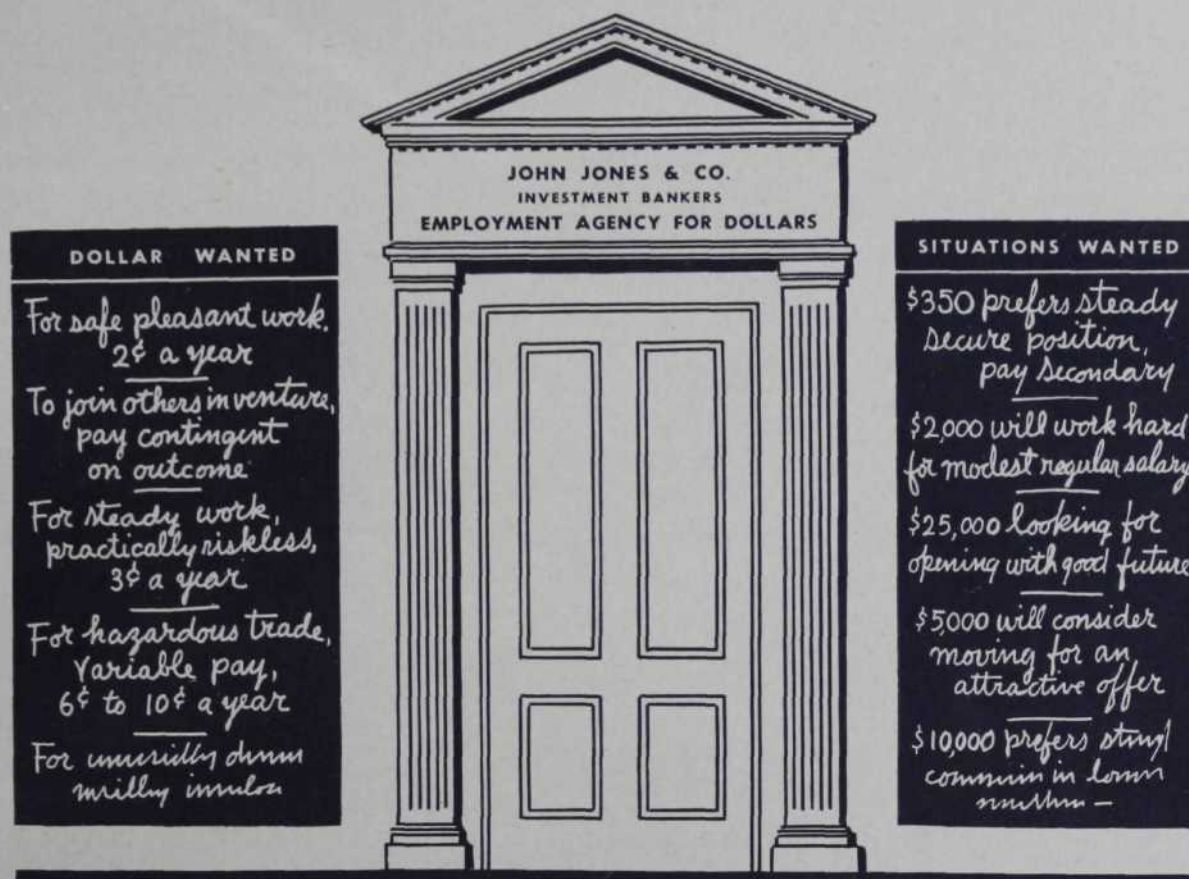 JOHN JONES & CO.
INVESTMENT BANKERS
EMPLOYMENT AGENCY FOR DOLLARS
DOLLAR WANTED
For safe pleasant work.
2¢ a year
To join others in venture,
pay contingent
on outcome
For steady work,
practically riskless,
3¢ a year
For hazardous trade,
variable pay,
6¢ to 10¢ a year
For
SITUATIONS WANTED
$350 prefers steady
secure position,
pay secondary
$2,000 will work hard
for modest regular salary
$25,000 looking for
opening with good future
$5,000 will consider
moving for an
attractive offer
$10,000 prefers
in